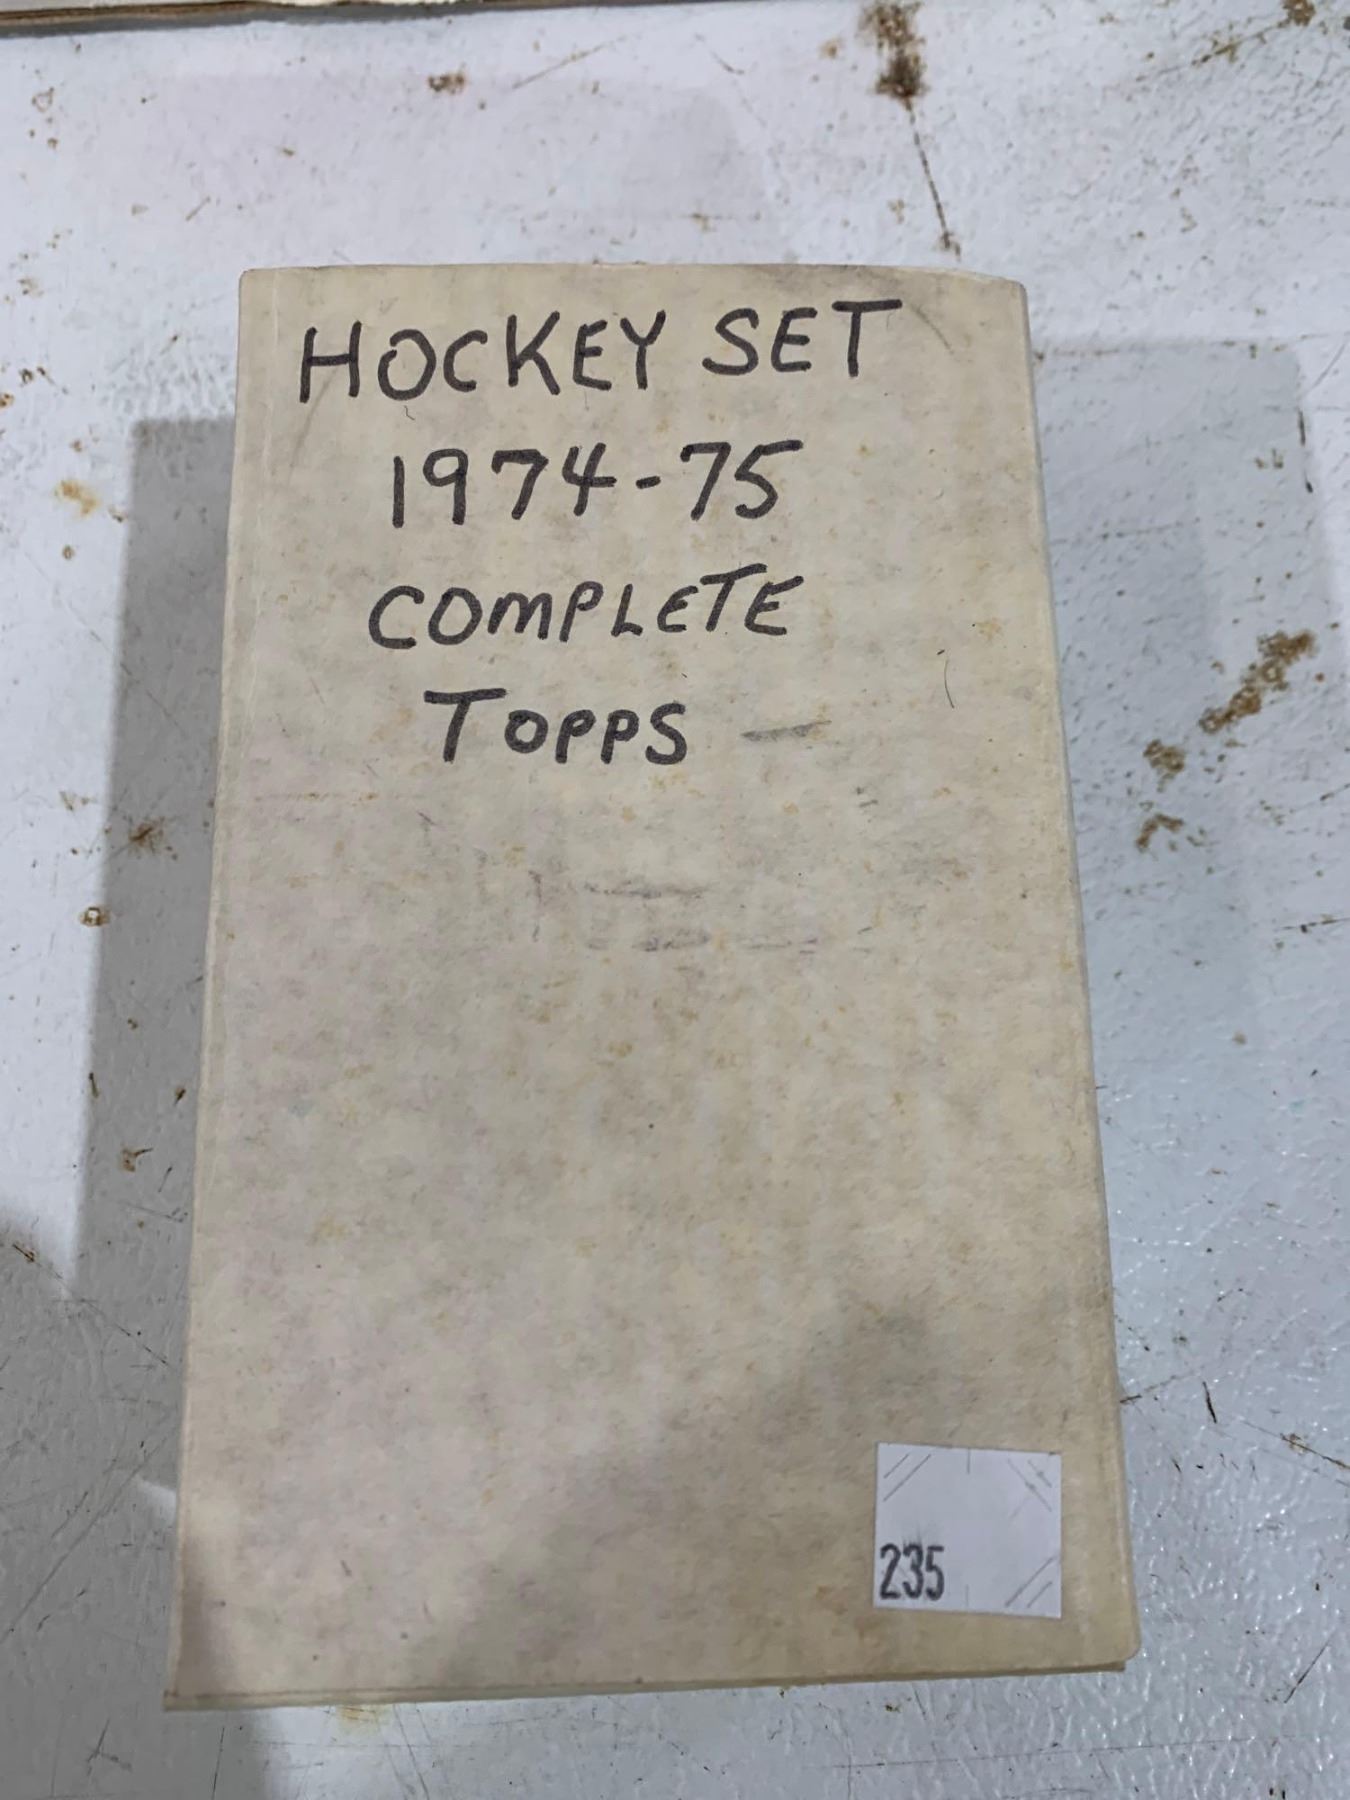 HOCKEY SET
1974-75
COMPLETE
TOPPS
235